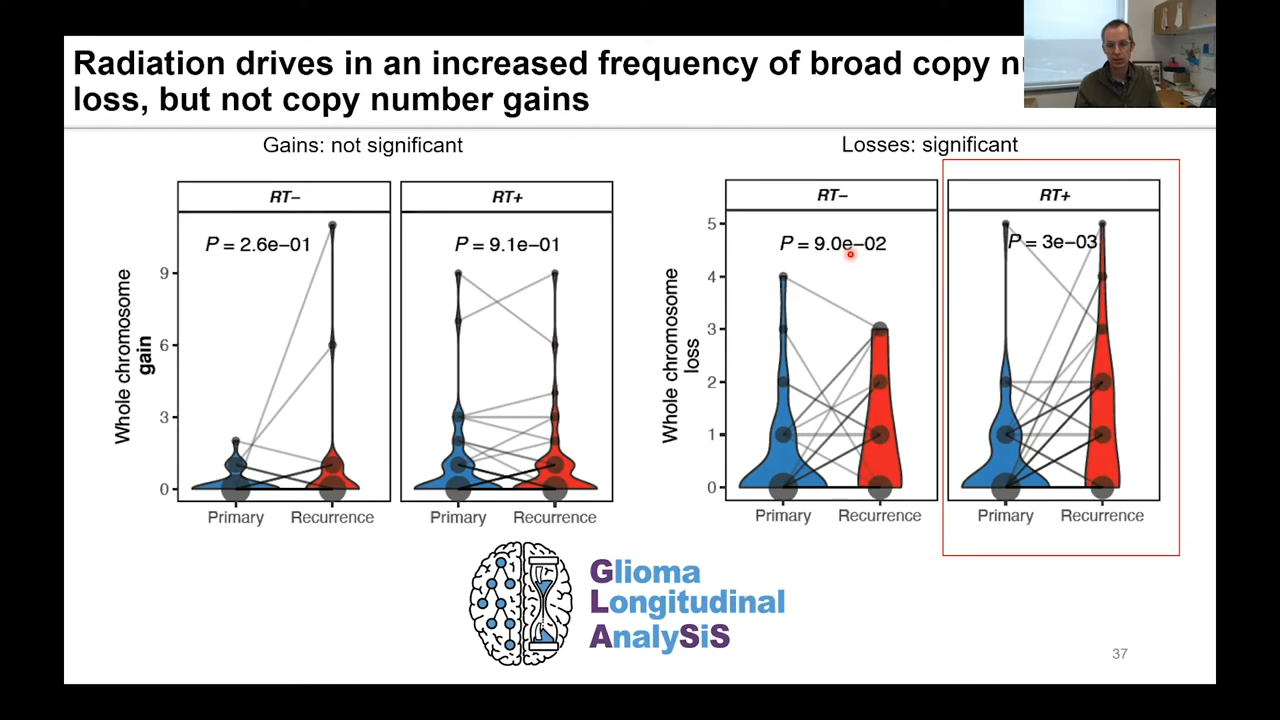 Radiation drives in an increased frequency of broad copy
loss, but not copy number gains
Gains: not significant
Losses: significant
RT–
RT+
RT–
RT+
P = 2.6e–01
P = 9.1e–01
P = 9.0e–02
P = 3e–03
Whole chromosome
gain
9
6
3
0
Whole chromosome
loss
5
4
3
2
1
0
Primary
Recurrence
Primary
Recurrence
Primary
Recurrence
Primary
Recurrence
Glioma
Longitudinal
AnalySiS
37